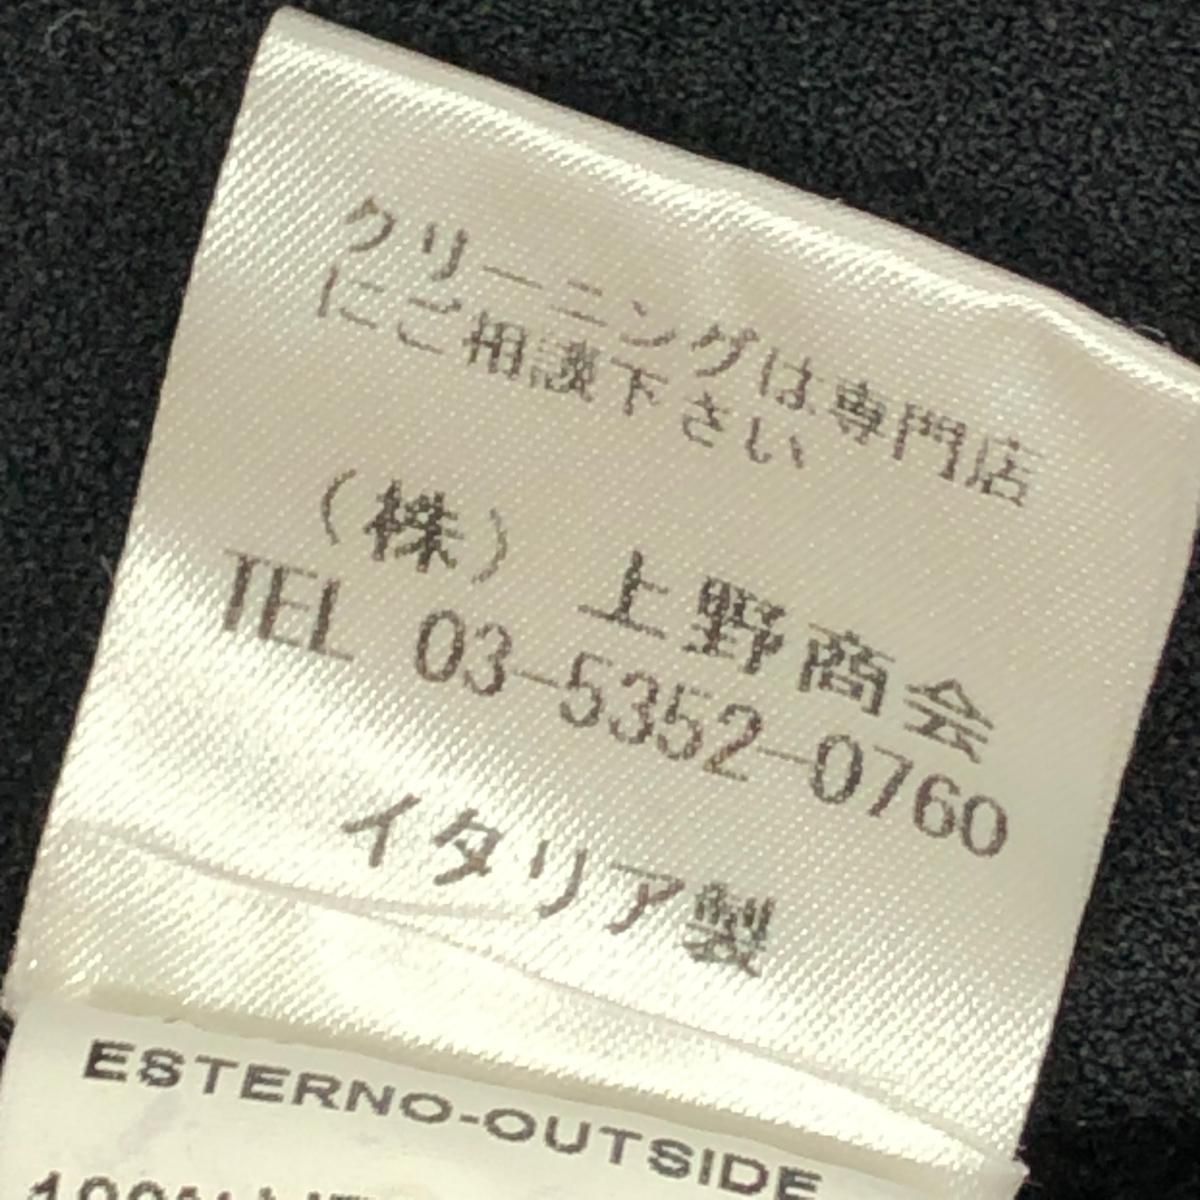 クリーニングは専門店
にご相談下さい
（株）上野商会
TEL 03-5352-0760
イタリア製
ESTERNO-OUTSIDE
100%